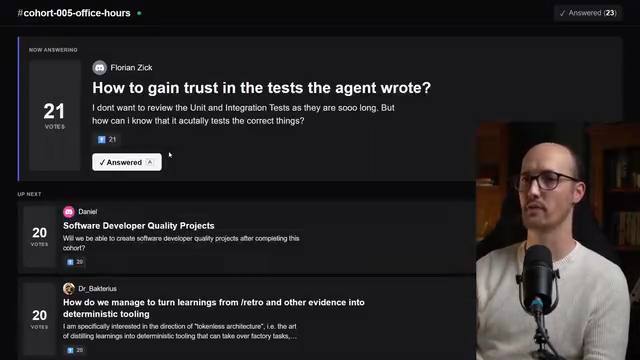 #cohort-005-office-hours
✓ Answered (23)
NOW ANSWERING
Florian Zick
How to gain trust in the tests the agent wrote?
21
VOTES
I dont want to review the Unit and Integration Tests as they are sooo long. But
how can i know that it acutally tests the correct things?
21
✓ Answered A
UP NEXT
Daniel
Software Developer Quality Projects
20
VOTES
Will we be able to create software developer quality projects after completing this
cohort?
20
Dr_Bakterius
How do we manage to turn learnings from /retro and other evidence into
deterministic tooling
20
VOTES
I am specifically interested in the direction of "tokenless architecture", i.e. the art
of distilling learnings into deterministic tooling that can take over factory tasks,...
20